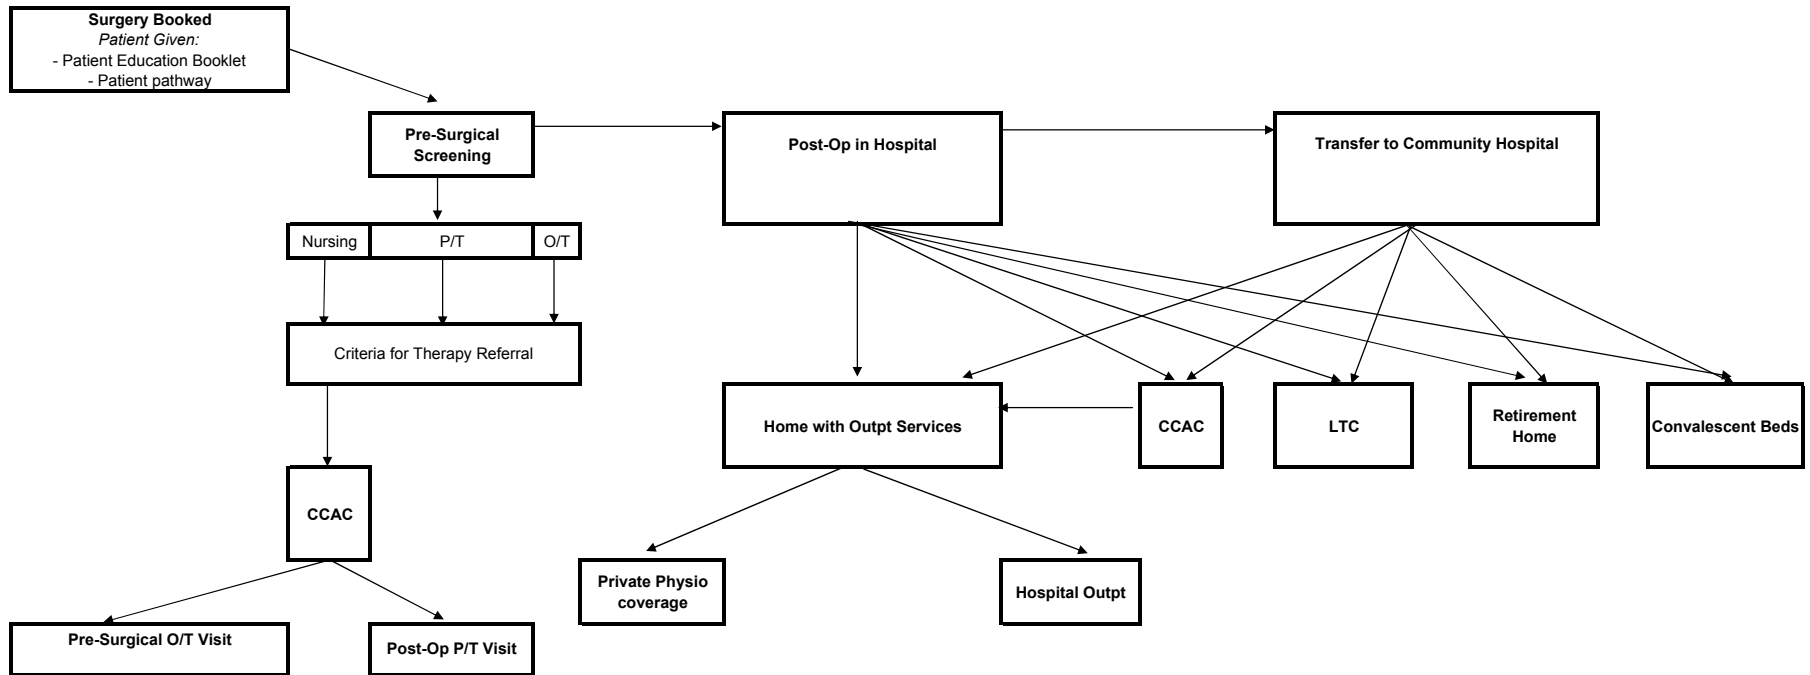 Surgery Booked
Patient Given:
- Patient Education Booklet
- Patient pathway
Pre-Surgical
Screening
Post-Op in Hospital
Transfer to Community Hospital
Nursing
P/T
O/T
Criteria for Therapy Referral
Home with Outpt Services
CCAC
LTC
Retirement
Home
Convalescent Beds
CCAC
Private Physio
coverage
Hospital Outpt
Pre-Surgical O/T Visit
Post-Op P/T Visit